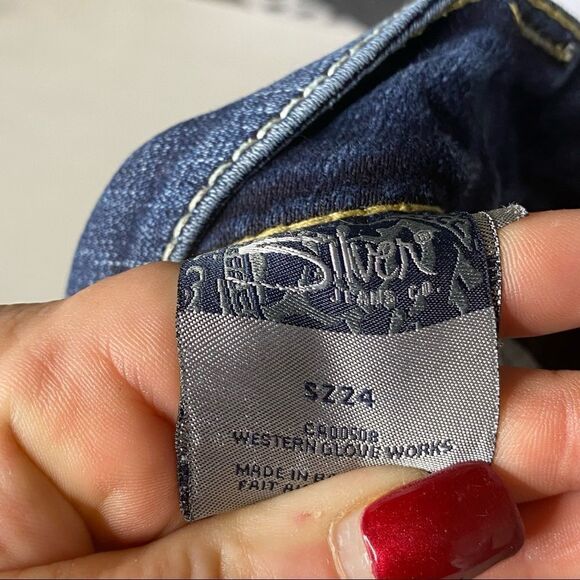 Silver
JEANS CO.
SZ24
CA00508
WESTERN GLOVE WORKS
MADE IN
FAIT